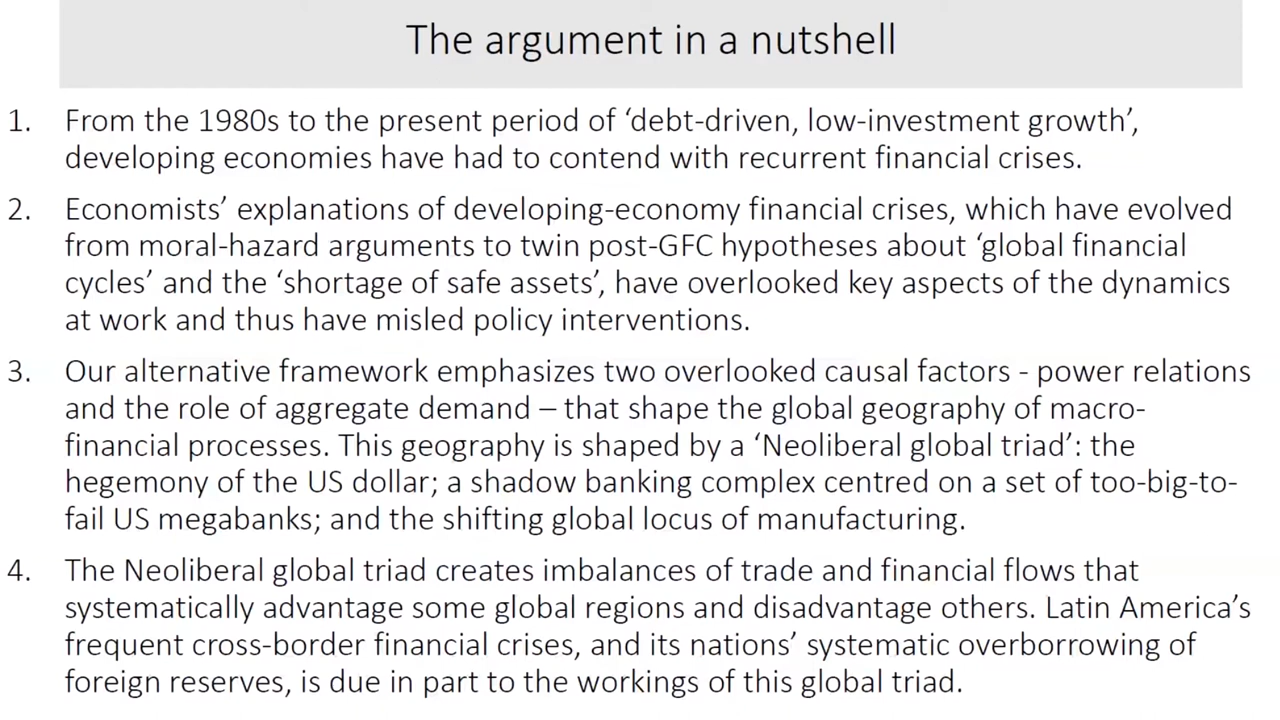 The argument in a nutshell
1. From the 1980s to the present period of ‘debt-driven, low-investment growth’,
developing economies have had to contend with recurrent financial crises.
2. Economists’ explanations of developing-economy financial crises, which have evolved
from moral-hazard arguments to twin post-GFC hypotheses about ‘global financial
cycles’ and the ‘shortage of safe assets’, have overlooked key aspects of the dynamics
at work and thus have misled policy interventions.
3. Our alternative framework emphasizes two overlooked causal factors - power relations
and the role of aggregate demand – that shape the global geography of macro-
financial processes. This geography is shaped by a ‘Neoliberal global triad’: the
hegemony of the US dollar; a shadow banking complex centred on a set of too-big-to-
fail US megabanks; and the shifting global locus of manufacturing.
4. The Neoliberal global triad creates imbalances of trade and financial flows that
systematically advantage some global regions and disadvantage others. Latin America’s
frequent cross-border financial crises, and its nations’ systematic overborrowing of
foreign reserves, is due in part to the workings of this global triad.